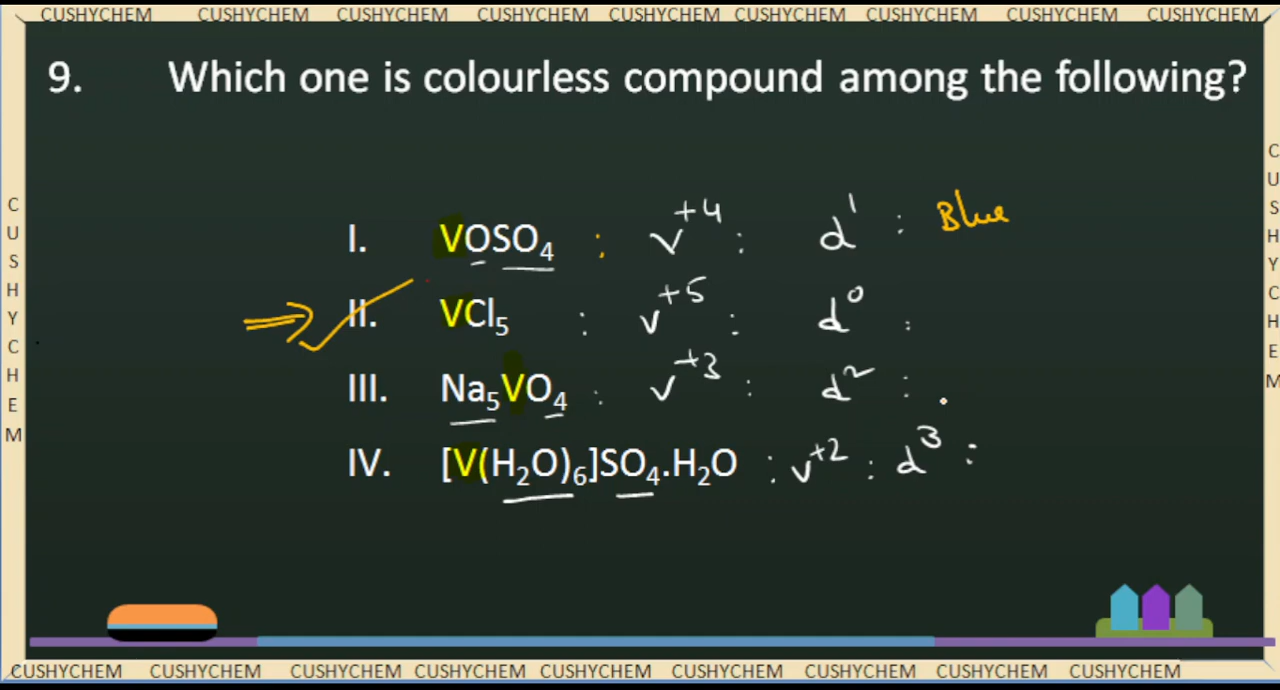 CUSHYCHEM CUSHYCHEM CUSHYCHEM CUSHYCHEM CUSHYCHEM CUSHYCHEM CUSHYCHEM CUSHYCHEM CUSHYCHEM
9. Which one is colourless compound among the following?
I. VOSO₄ : V⁺⁴ : d¹ : Blue
II. VCl₅ : V⁺⁵ : d⁰ :
III. Na₅VO₄ : V⁺³ : d² :
IV. [V(H₂O)₆]SO₄.H₂O : V⁺² : d³ :
CUSHYCHEM
CUSHYCHEM
CUSHYCHEM CUSHYCHEM CUSHYCHEM CUSHYCHEM CUSHYCHEM CUSHYCHEM CUSHYCHEM CUSHYCHEM CUSHYCHEM